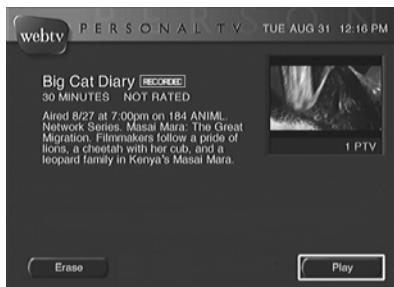 webtv
PERSONAL TV
TUE AUG 31 12:16 PM
Big Cat Diary RECORDED
30 MINUTES NOT RATED
Aired 8/27 at 7:00pm on 184 ANIML.
Network Series. Masai Mara: The Great
Migration. Filmmakers follow a pride of
lions, a cheetah with her cub, and a
leopard family in Kenya's Masai Mara.
1 PTV
Erase
Play